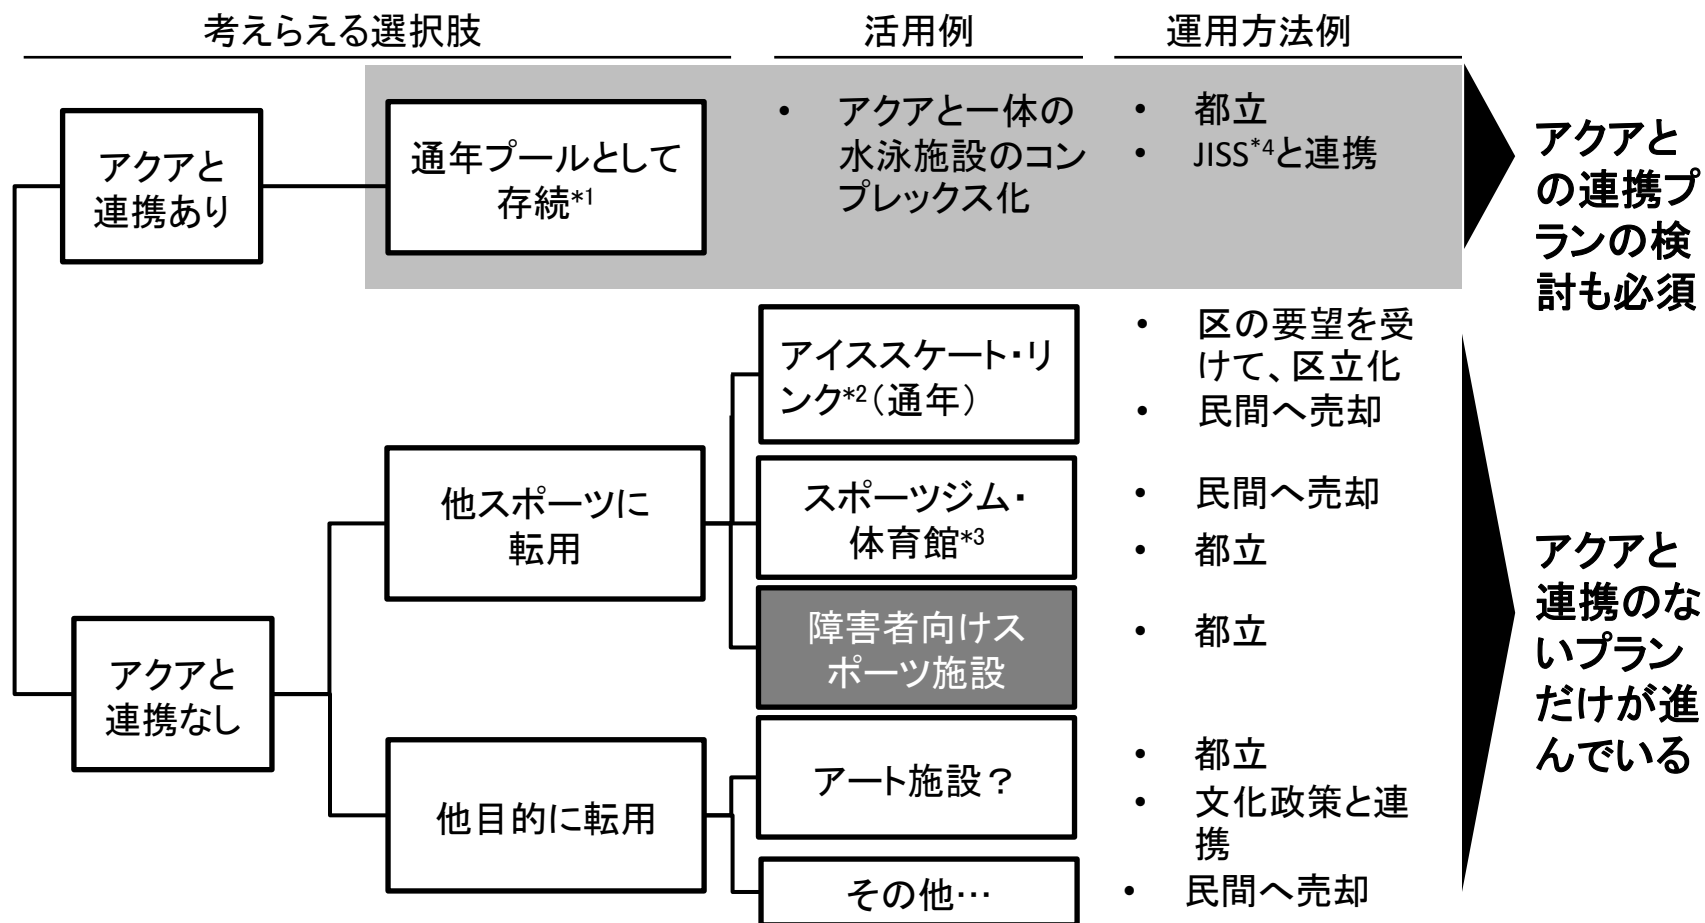 考えらえる選択肢
活用例
運用方法例
アクアと
連携あり
通年プールとして
存続*1
• アクアと一体の
水泳施設のコン
プレックス化
• 都立
• JISS*4と連携
アクアと
の連携プ
ランの検
討も必須
アクアと
連携なし
他スポーツに
転用
アイススケート・リ
ンク*2(通年)
• 区の要望を受
けて、区立化
• 民間へ売却
スポーツジム・
体育館*3
• 民間へ売却
• 都立
障害者向けス
ポーツ施設
• 都立
他目的に転用
アート施設？
• 都立
• 文化政策と連
携
その他…
• 民間へ売却
アクアと
連携のな
いプラン
だけが進
んでいる